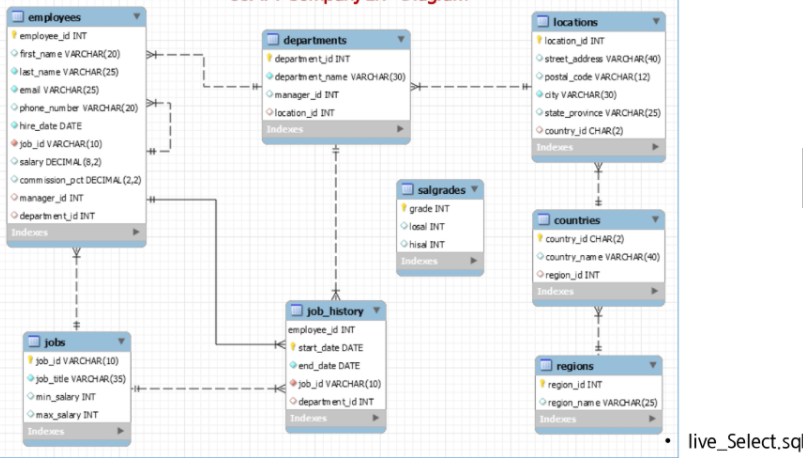 employees
employee_id INT
first_name VARCHAR(20)
last_name VARCHAR(25)
email VARCHAR(25)
phone_number VARCHAR(20)
hire_date DATE
job_id VARCHAR(10)
salary DECIMAL(8,2)
commission_pct DECIMAL(2,2)
manager_id INT
department_id INT
Indexes
departments
department_id INT
department_name VARCHAR(30)
manager_id INT
location_id INT
Indexes
locations
location_id INT
street_address VARCHAR(40)
postal_code VARCHAR(12)
city VARCHAR(30)
state_province VARCHAR(25)
country_id CHAR(2)
Indexes
salgrades
grade INT
losal INT
hisal INT
Indexes
countries
country_id CHAR(2)
country_name VARCHAR(40)
region_id INT
Indexes
jobs
job_id VARCHAR(10)
job_title VARCHAR(35)
min_salary INT
max_salary INT
Indexes
job_history
employee_id INT
start_date DATE
end_date DATE
job_id VARCHAR(10)
department_id INT
Indexes
regions
region_id INT
region_name VARCHAR(25)
Indexes
• live_Select.sql